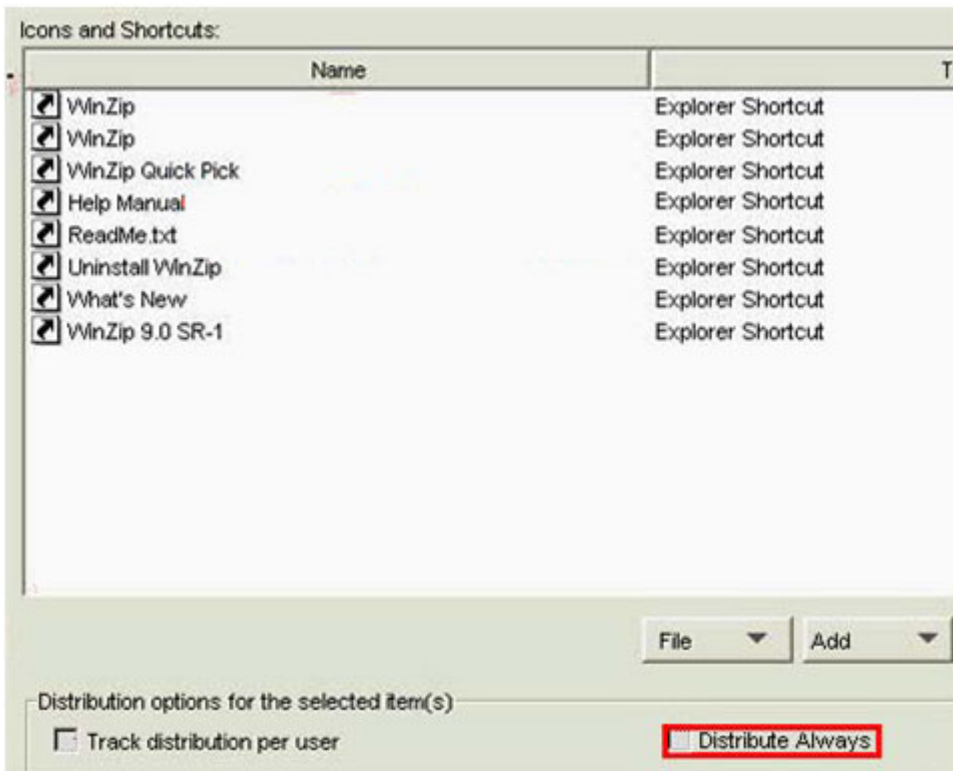 Icons and Shortcuts:
Name T
WinZip Explorer Shortcut
WinZip Explorer Shortcut
WinZip Quick Pick Explorer Shortcut
Help Manual Explorer Shortcut
ReadMe.txt Explorer Shortcut
Uninstall WinZip Explorer Shortcut
What's New Explorer Shortcut
WinZip 9.0 SR-1 Explorer Shortcut
File Add
Distribution options for the selected item(s)
Track distribution per user Distribute Always